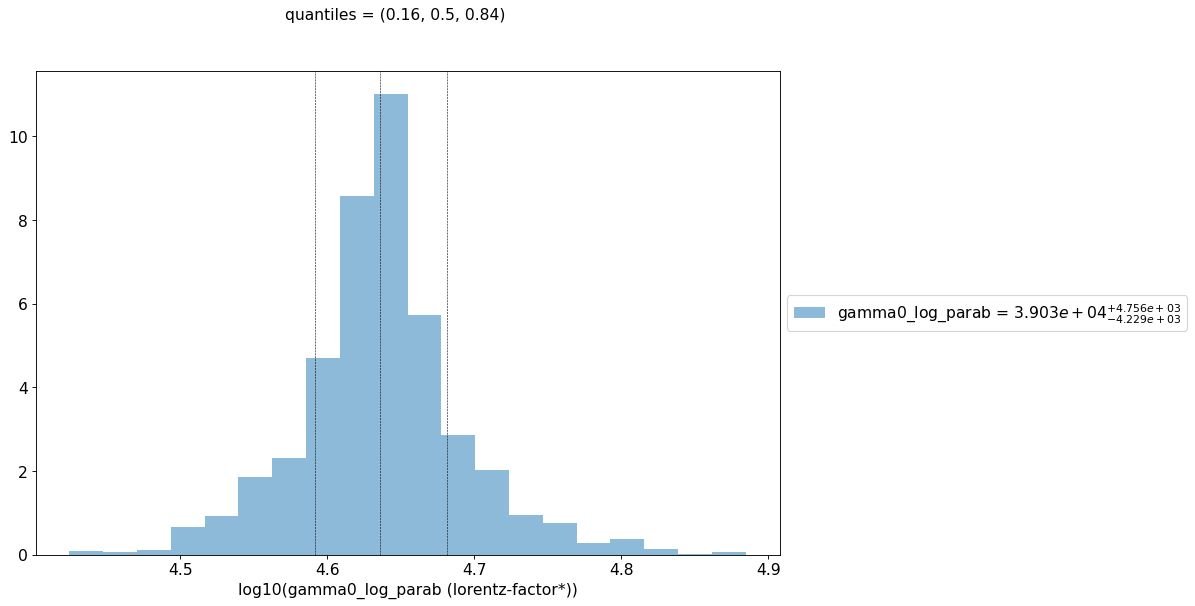 quantiles = (0.16, 0.5, 0.84)
10
8
6
4
2
0
4.5 4.6 4.7 4.8 4.9
log10(gamma0_log_parab (lorentz-factor*))
gamma0_log_parab = 3.903e + 04 +4.756e+03 −4.229e+03